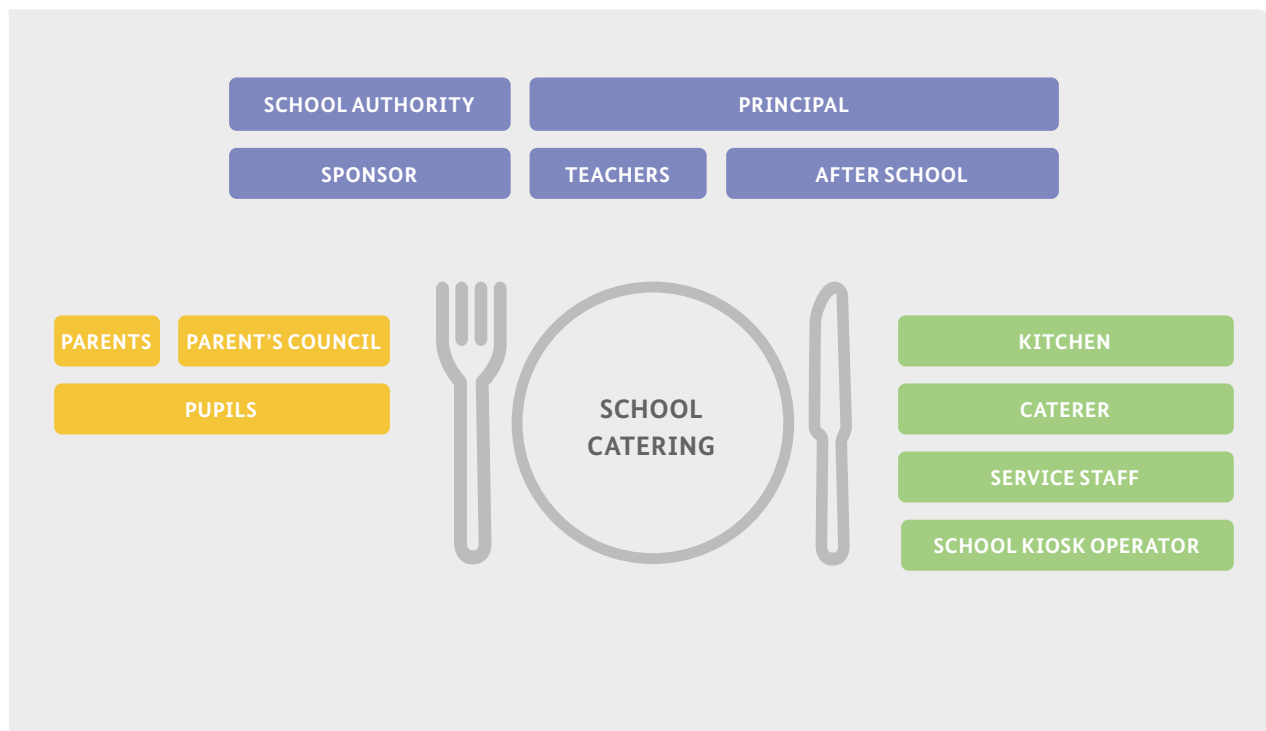 SCHOOL AUTHORITY
PRINCIPAL
SPONSOR
TEACHERS
AFTER SCHOOL
PARENTS
PARENT’S COUNCIL
PUPILS
SCHOOL
CATERING
KITCHEN
CATERER
SERVICE STAFF
SCHOOL KIOSK OPERATOR